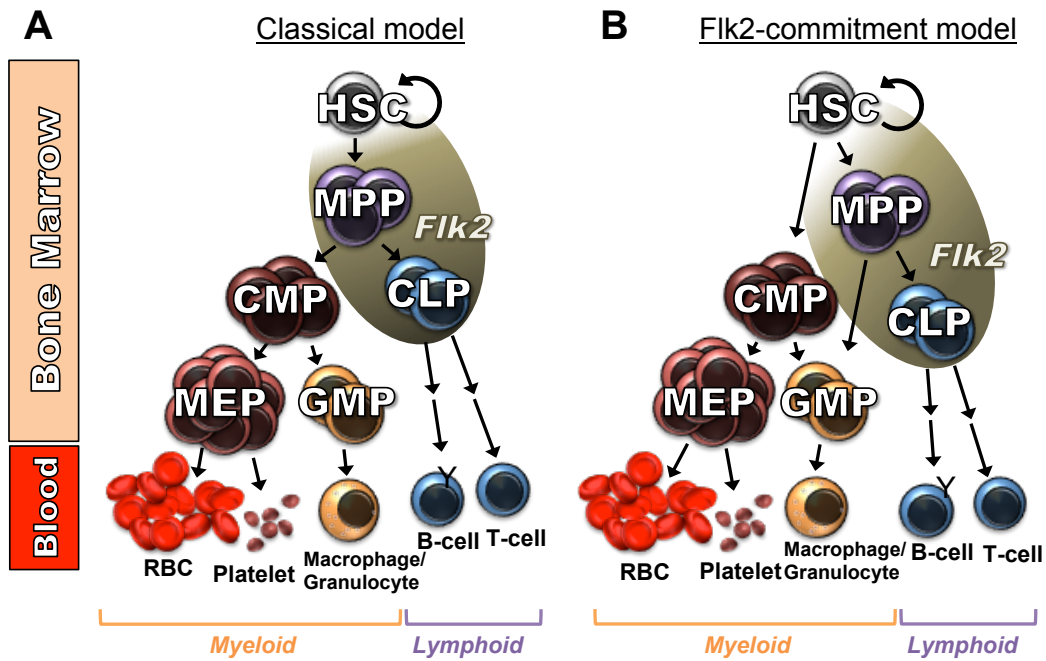 A
Classical model
B
Flk2-commitment model
Bone Marrow
Blood
HSC
MPP
Flk2
CMP
CLP
MEP
GMP
RBC
Platelet
Macrophage/
Granulocyte
B-cell
T-cell
Myeloid
Lymphoid
HSC
MPP
Flk2
CMP
CLP
MEP
GMP
RBC
Platelet
Macrophage/
Granulocyte
B-cell
T-cell
Myeloid
Lymphoid